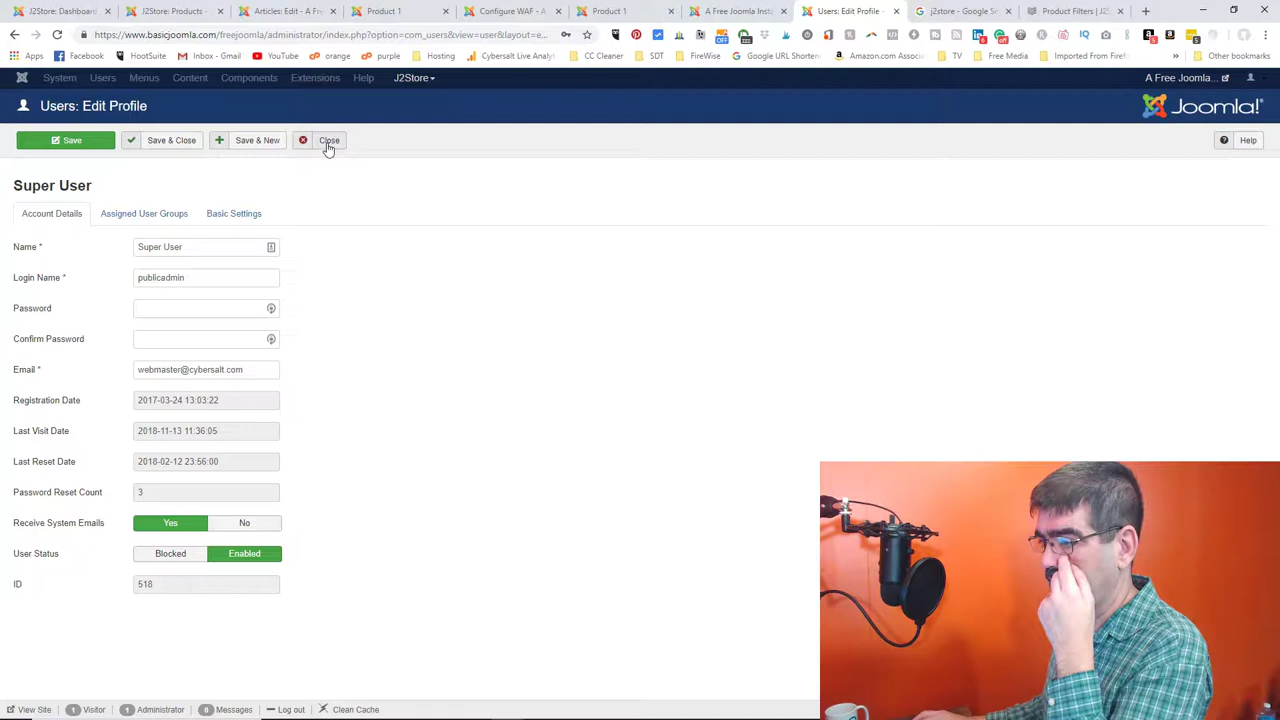 J2Store: Dashboa
J2Store: Products -
Articles: Edit - A Fre
Product 1
Configure WAF - A
Product 1
A Free Joomla Insta
Users: Edit Profile -
j2store - Google Se
Product Filters | J2S
https://www.basicjoomla.com/freejoomla/administrator/index.php?option=com_users&view=user&layout=e...
Apps
HootSuite
Inbox - Gmail
YouTube
orange
purple
Hosting
Cybersalt Live Analy
CC Cleaner
SDT
FireWise
Google URL Shorten
Amazon.com Associ
TV
Free Media
Imported From Firef
Other bookmarks
Facebook
System Users Menus Content Components Extensions Help J2Store
A Free Joomla...
Users: Edit Profile
Joomla!
Save
Save & Close
Save & New
Close
Help
Super User
Account Details
Assigned User Groups
Basic Settings
Name * Super User
Login Name * publicadmin
Password
Confirm Password
Email * webmaster@cybersalt.com
Registration Date 2017-03-24 13:03:22
Last Visit Date 2018-11-13 11:36:05
Last Reset Date 2018-02-12 23:56:00
Password Reset Count 3
Receive System Emails Yes No
User Status Blocked Enabled
ID 518
View Site 1 Visitor 1 Administrator 0 Messages Log out Clean Cache